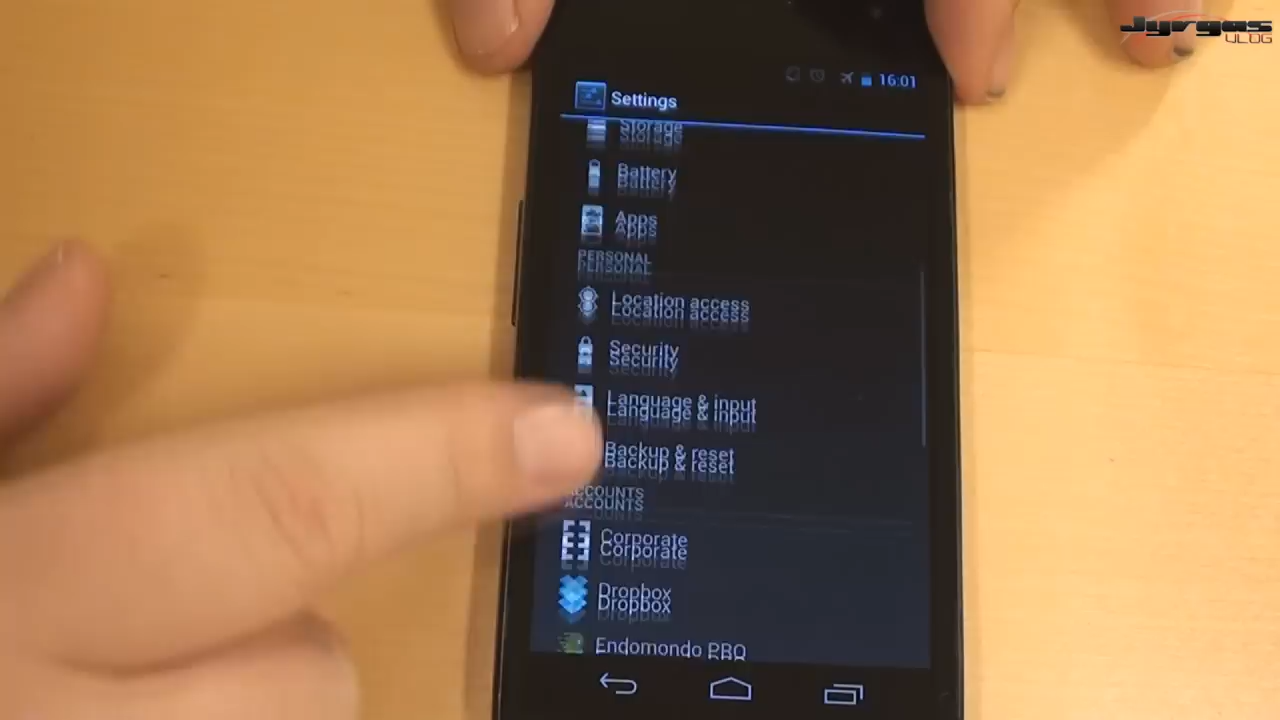 Jyrgas
VLOG
16:01
Settings
Storage
Battery
Apps
PERSONAL
Location access
Security
Language & input
Backup & reset
ACCOUNTS
Corporate
Dropbox
Endomondo PRO